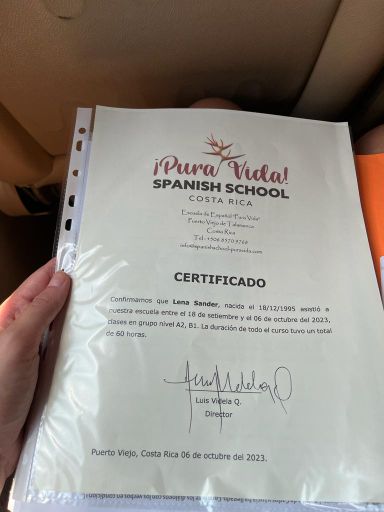 ¡Pura Vida!
SPANISH SCHOOL
COSTA RICA
Escuela de Español "Pura Vida"
Puerto Viejo de Talamanca
Costa Rica
CERTIFICADO
Confirmamos que Lena Sander, nacida el 18/12/1995 asistió a
nuestra escuela entre el 18 de setiembre y el 06 de octubre del 2023,
clases en grupo nivel A2, B1. La duración de todo el curso tuvo un total
de 60 horas.
Luis Videla Q.
Director
Puerto Viejo, Costa Rica 06 de octubre del 2023.